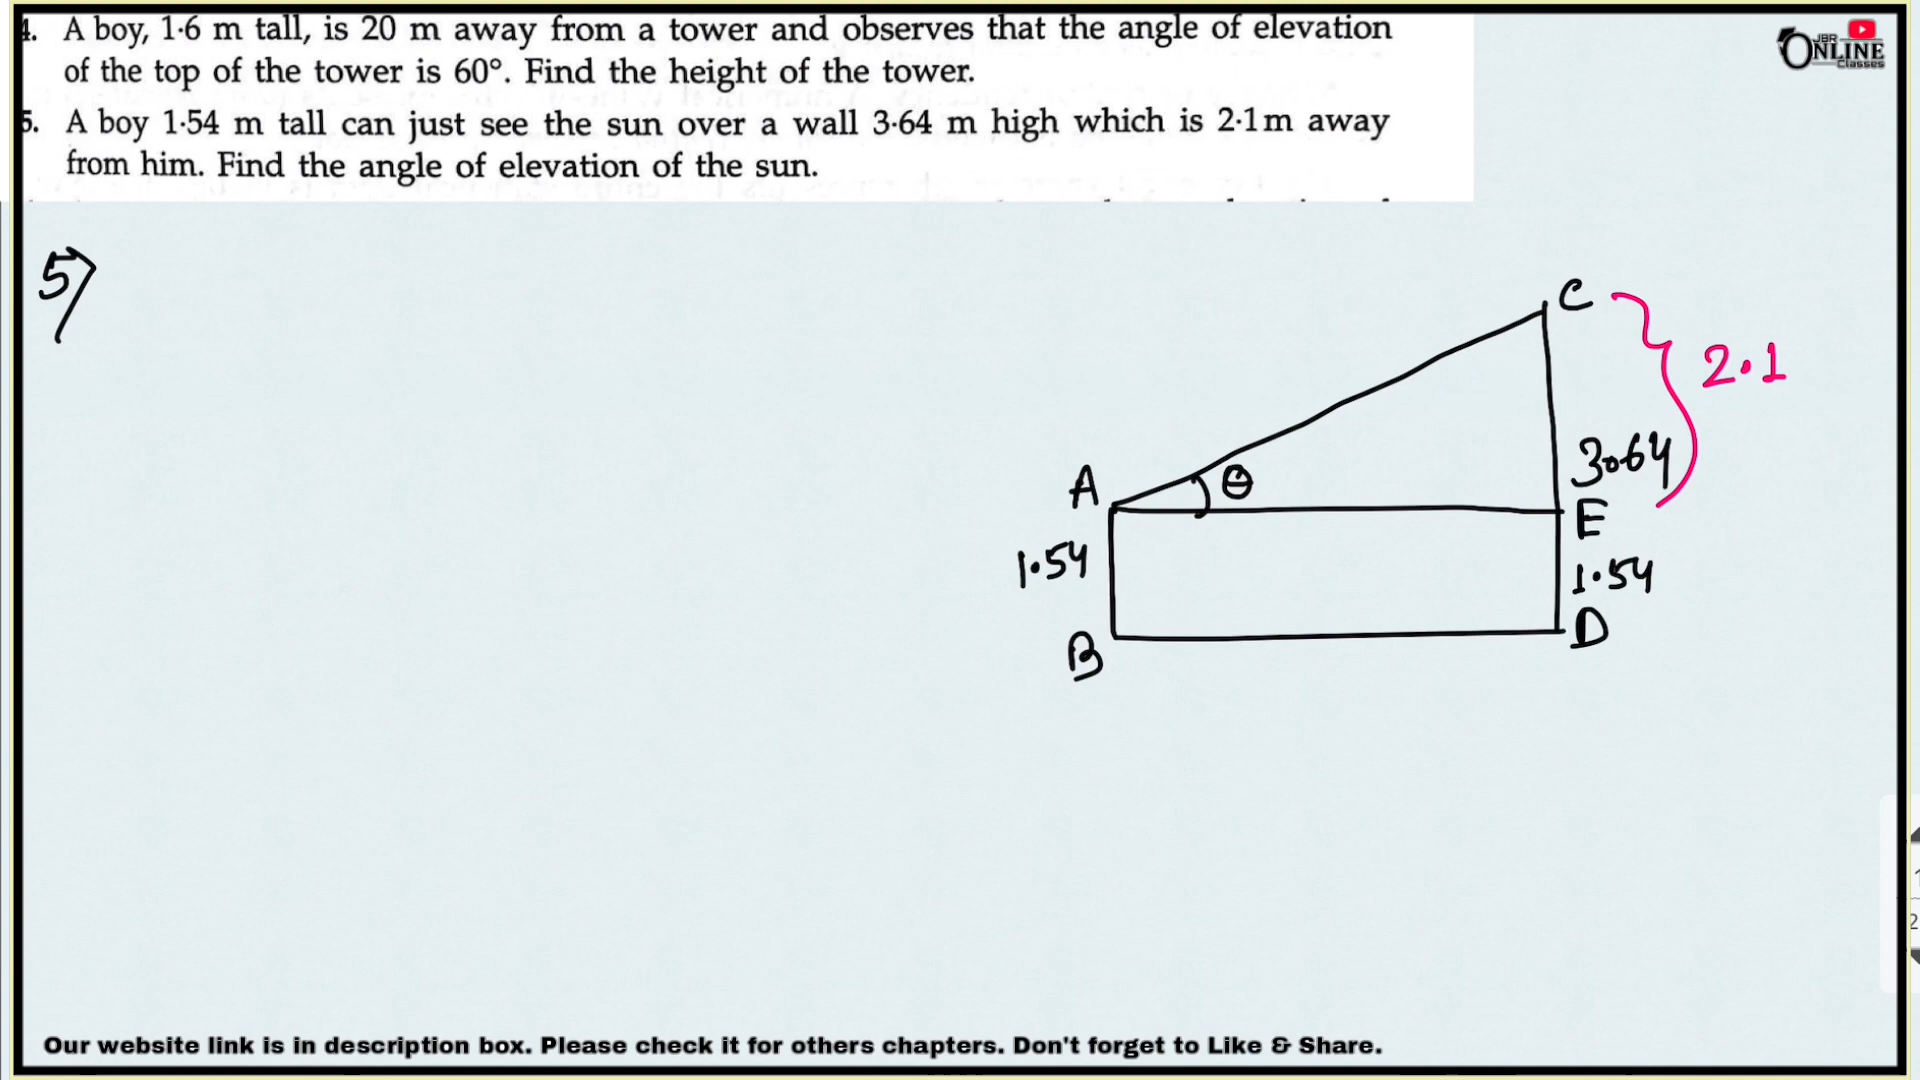 4. A boy, 1·6 m tall, is 20 m away from a tower and observes that the angle of elevation
of the top of the tower is 60°. Find the height of the tower.
5. A boy 1·54 m tall can just see the sun over a wall 3·64 m high which is 2·1m away
from him. Find the angle of elevation of the sun.
JBR
ONLINE
Classes
5)
C
2.1
3.64
A
θ
E
1.54
1.54
D
B
1
2
Our website link is in description box. Please check it for others chapters. Don't forget to Like & Share.